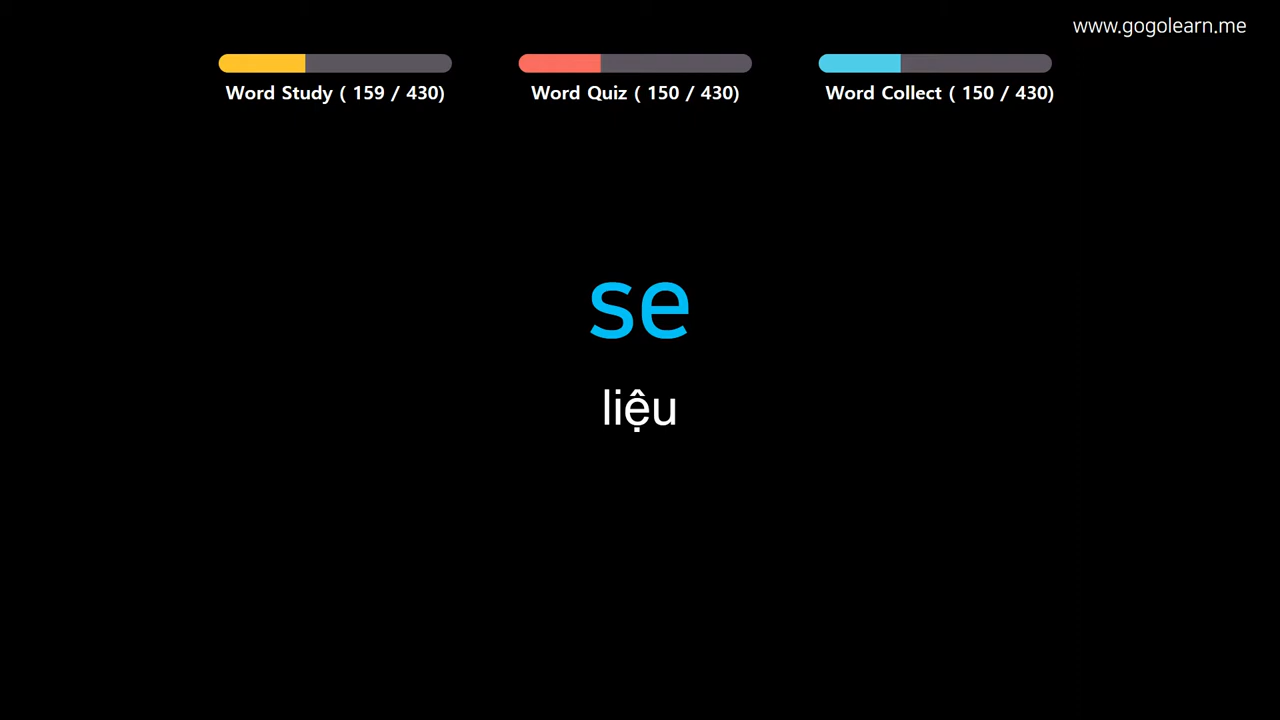 www.gogolearn.me
Word Study ( 159 / 430)
Word Quiz ( 150 / 430)
Word Collect ( 150 / 430)
se
liệu